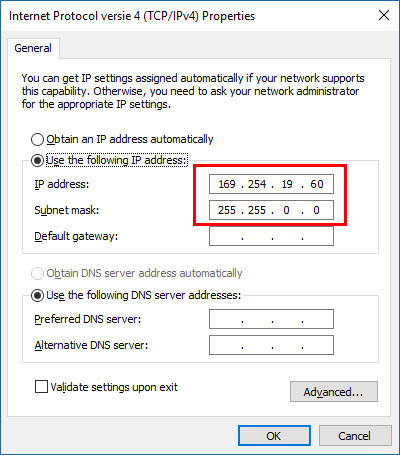 Internet Protocol versie 4 (TCP/IPv4) Properties
General
You can get IP settings assigned automatically if your network supports
this capability. Otherwise, you need to ask your network administrator
for the appropriate IP settings.
Obtain an IP address automatically
Use the following IP address:
IP address: 169 . 254 . 19 . 60
Subnet mask: 255 . 255 . 0 . 0
Default gateway: . . .
Obtain DNS server address automatically
Use the following DNS server addresses:
Preferred DNS server: . . .
Alternative DNS server: . . .
Validate settings upon exit
Advanced...
OK Cancel